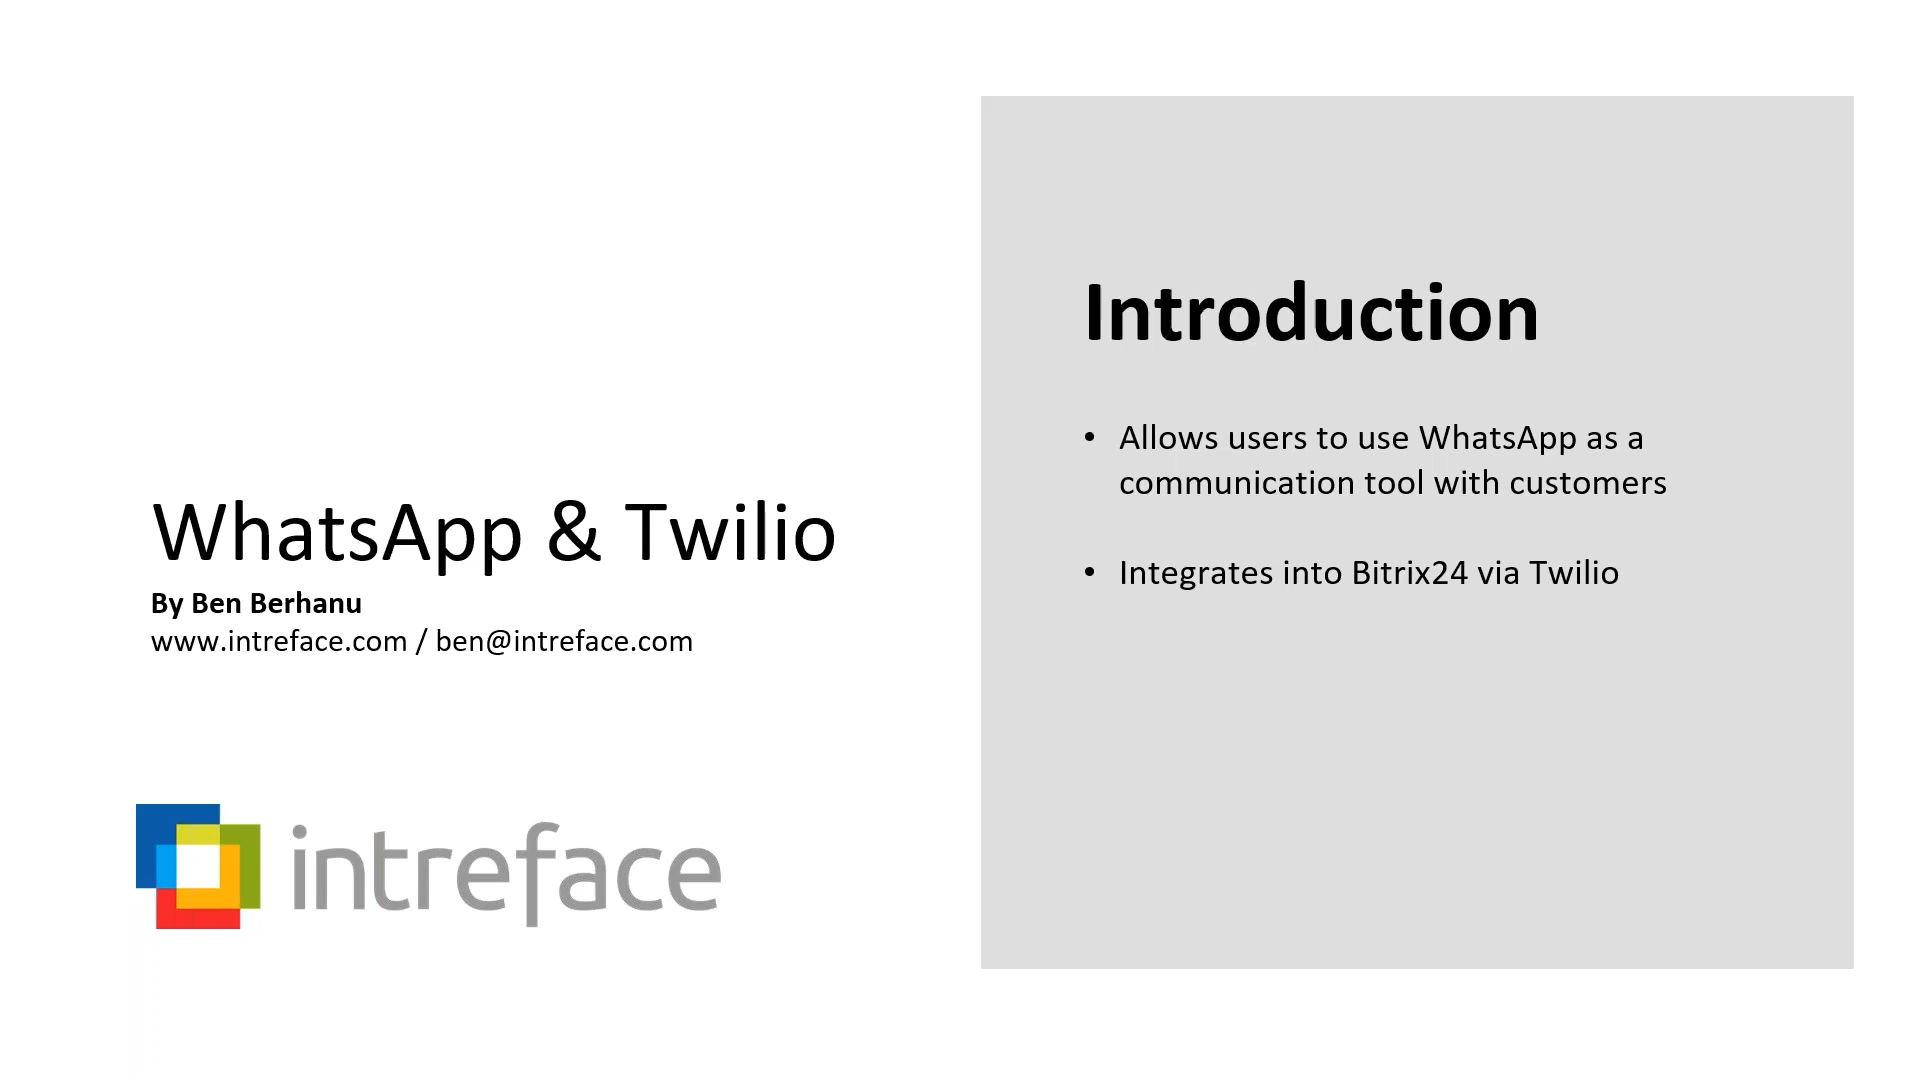 WhatsApp & Twilio
By Ben Berhanu
www.intreface.com / ben@intreface.com
intreface
Introduction
• Allows users to use WhatsApp as a
communication tool with customers
• Integrates into Bitrix24 via Twilio